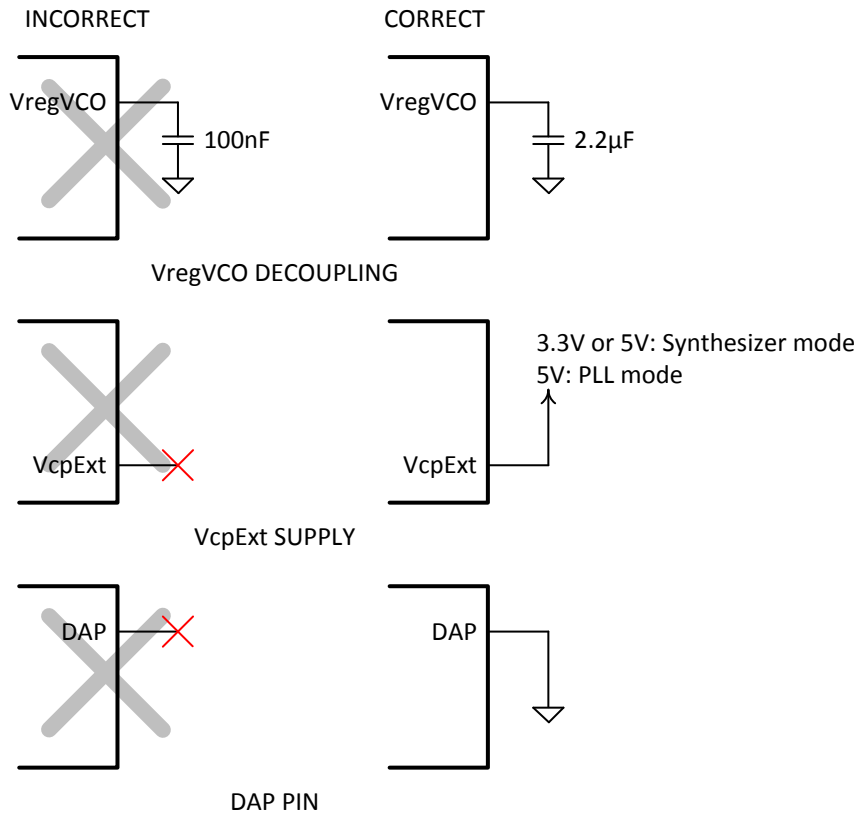 INCORRECT
CORRECT
VregVCO
100nF
VregVCO
2.2µF
VregVCO DECOUPLING
3.3V or 5V: Synthesizer mode
5V: PLL mode
VcpExt
VcpExt
VcpExt SUPPLY
DAP
DAP
DAP PIN